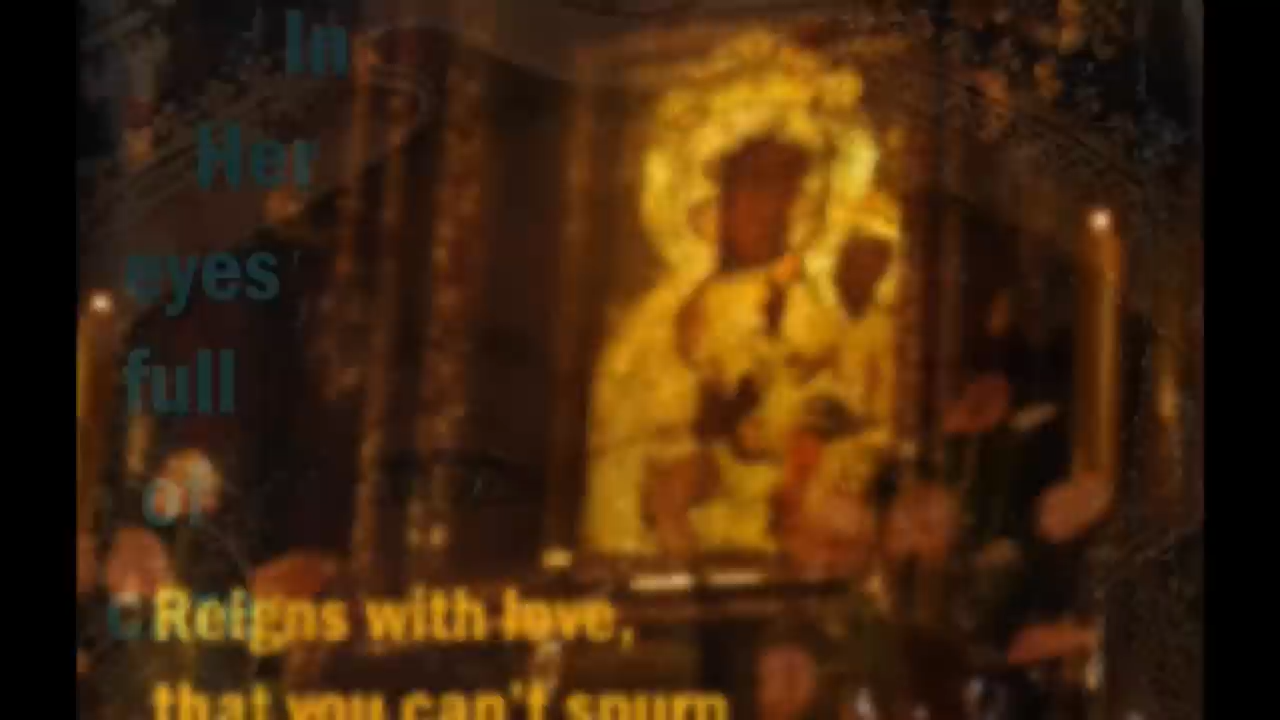 In
Her
eyes
full
of
Reigns with love,
that you can't spurn